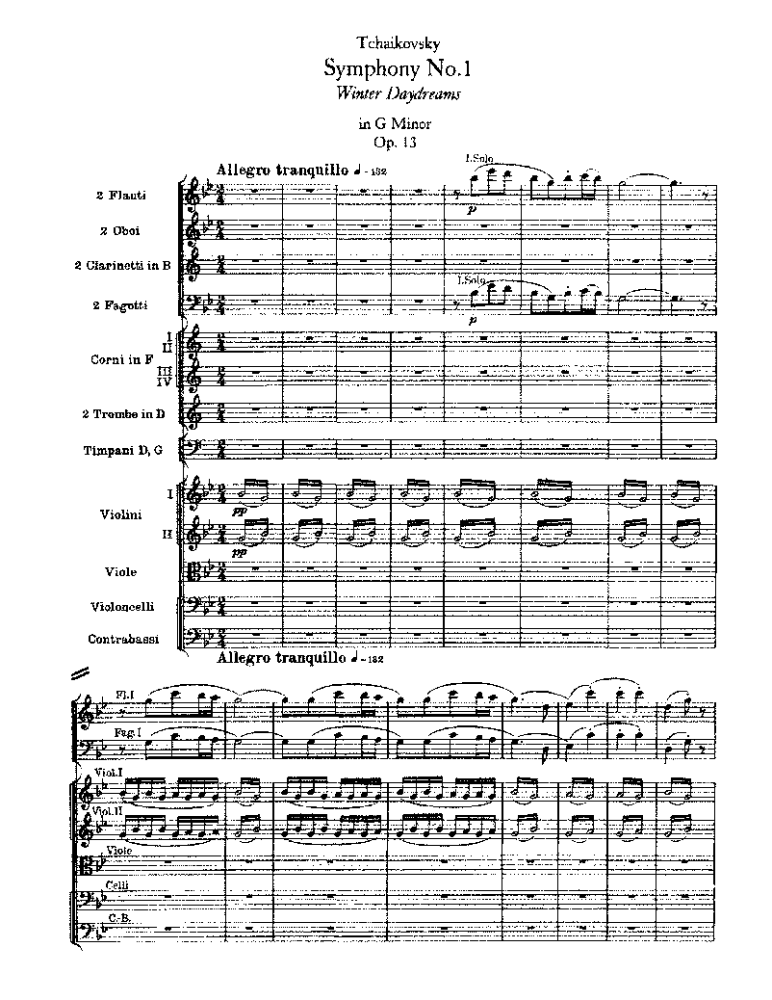 Tchaikovsky
Symphony No.1
Winter Daydreams
in G Minor
Op. 13
Allegro tranquillo ♩-132
I.Solo
2 Flauti
p
2 Oboi
2 Clarinetti in B
I.Solo
2 Fagotti
p
I
II
Corni in F
III
IV
2 Trombe in D
Timpani D, G
I
pp
Violini
II
pp
Viole
Violoncelli
Contrabassi
Allegro tranquillo ♩-132
Fl.I
Fag.I
Viol.I
Viol.II
Viole
Celli
C.-B.